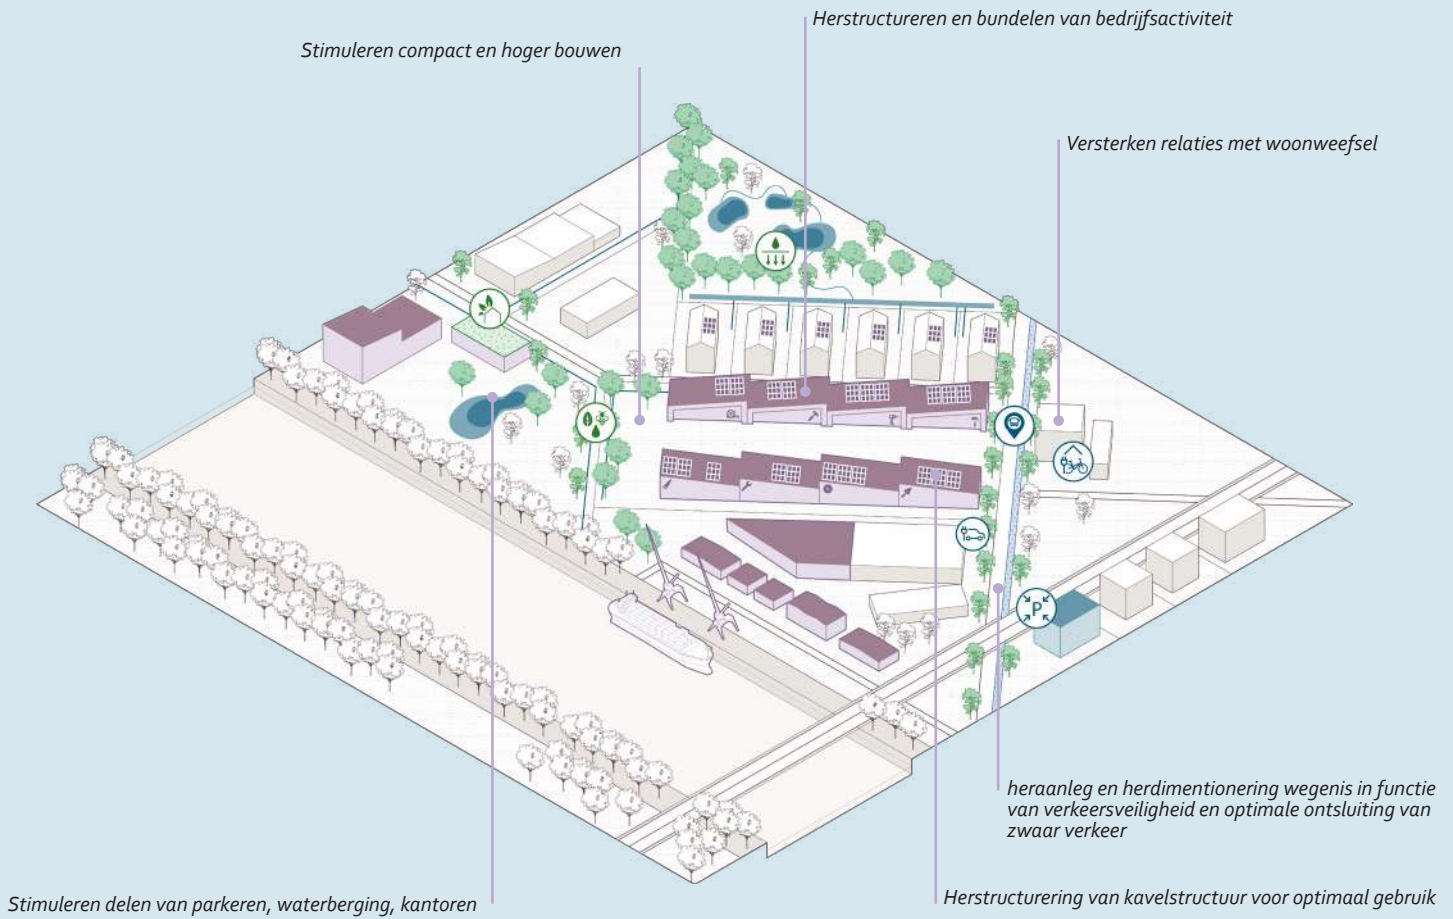 Herstructureren en bundelen van bedrijfsactiviteit
Stimuleren compact en hoger bouwen
Versterken relaties met woonweefsel
P
heraanleg en herdimentionering wegenis in functie
van verkeersveiligheid en optimale ontsluiting van
zwaar verkeer
Herstructurering van kavelstructuur voor optimaal gebruik
Stimuleren delen van parkeren, waterberging, kantoren